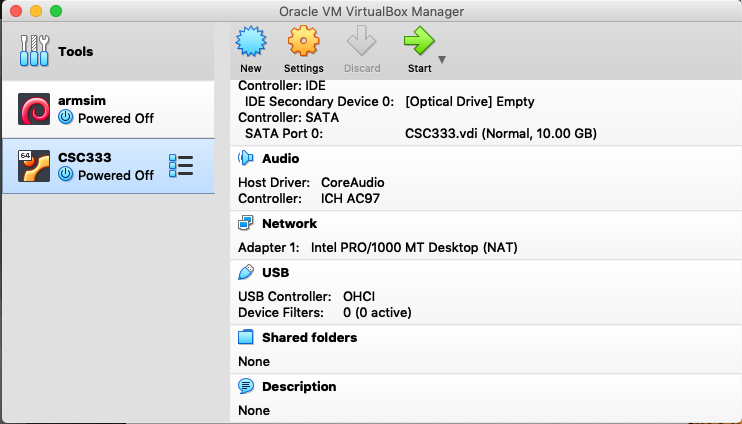 Oracle VM VirtualBox Manager
Tools
New Settings Discard Start
armsim
Powered Off
64
CSC333
Powered Off
Controller: IDE
IDE Secondary Device 0: [Optical Drive] Empty
Controller: SATA
SATA Port 0: CSC333.vdi (Normal, 10.00 GB)
Audio
Host Driver: CoreAudio
Controller: ICH AC97
Network
Adapter 1: Intel PRO/1000 MT Desktop (NAT)
USB
USB Controller: OHCI
Device Filters: 0 (0 active)
Shared folders
None
Description
None